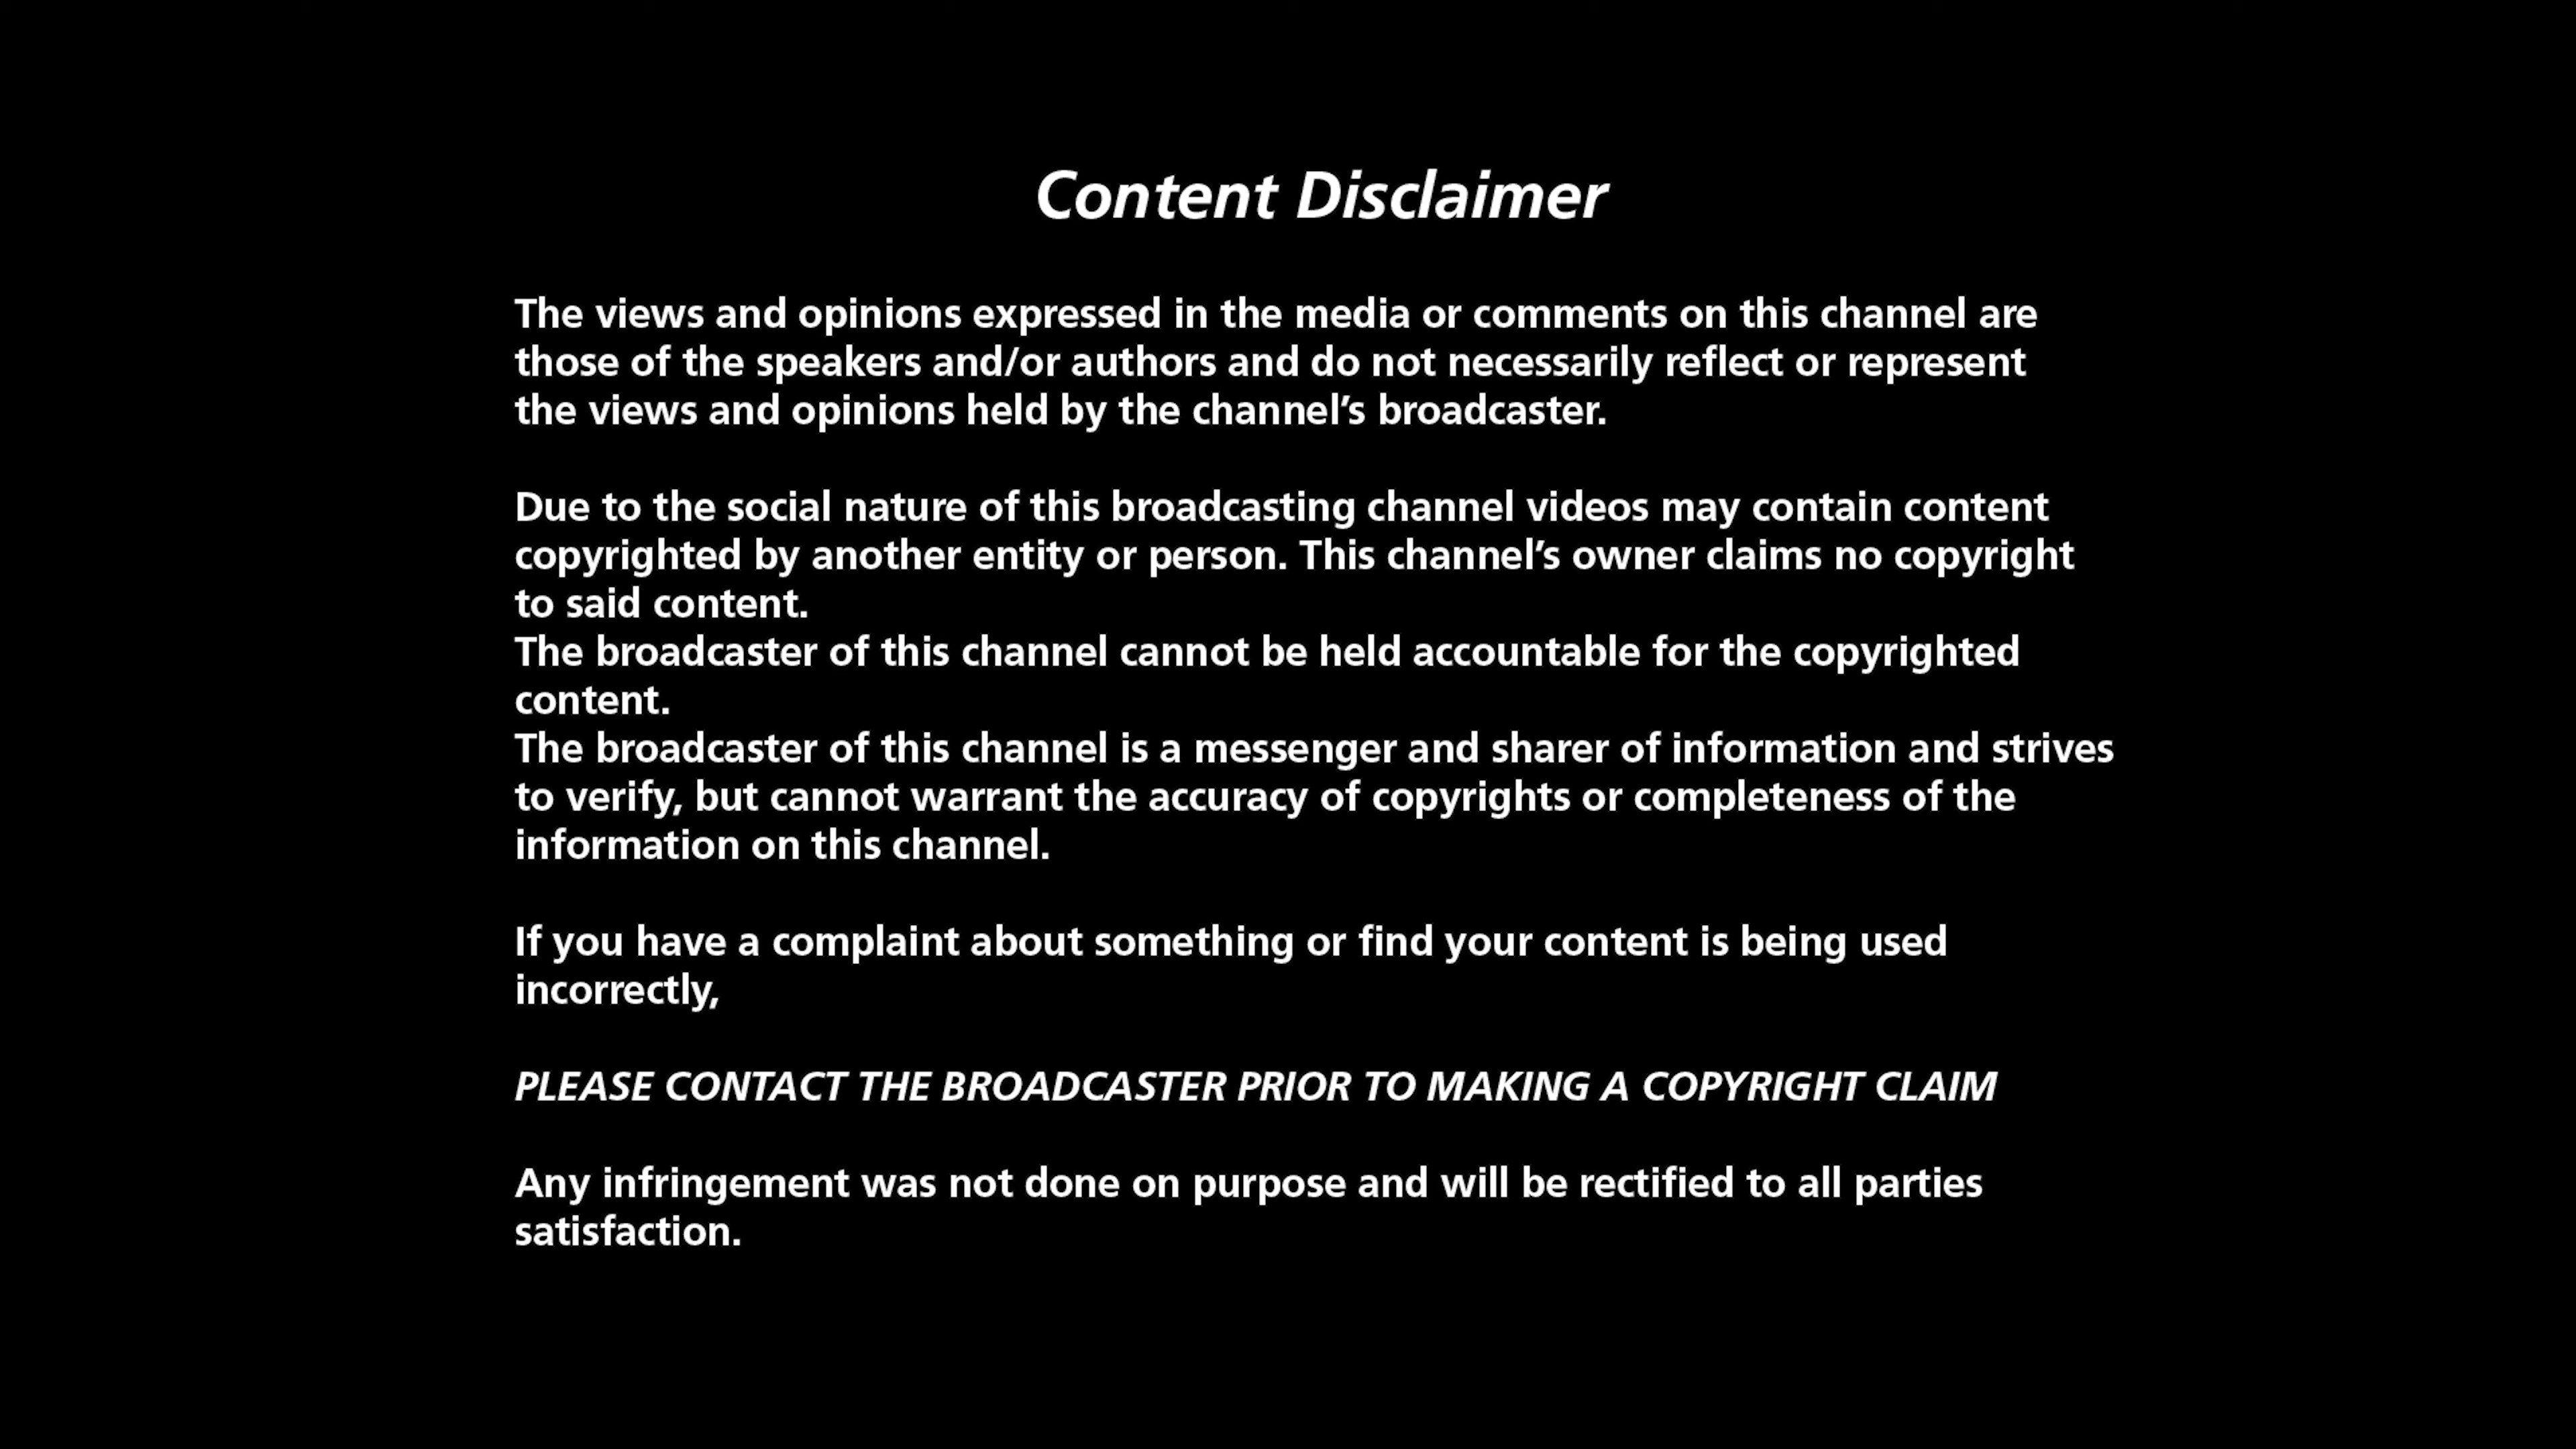 Content Disclaimer
The views and opinions expressed in the media or comments on this channel are
those of the speakers and/or authors and do not necessarily reflect or represent
the views and opinions held by the channel’s broadcaster.
Due to the social nature of this broadcasting channel videos may contain content
copyrighted by another entity or person. This channel’s owner claims no copyright
to said content.
The broadcaster of this channel cannot be held accountable for the copyrighted
content.
The broadcaster of this channel is a messenger and sharer of information and strives
to verify, but cannot warrant the accuracy of copyrights or completeness of the
information on this channel.
If you have a complaint about something or find your content is being used
incorrectly,
PLEASE CONTACT THE BROADCASTER PRIOR TO MAKING A COPYRIGHT CLAIM
Any infringement was not done on purpose and will be rectified to all parties
satisfaction.